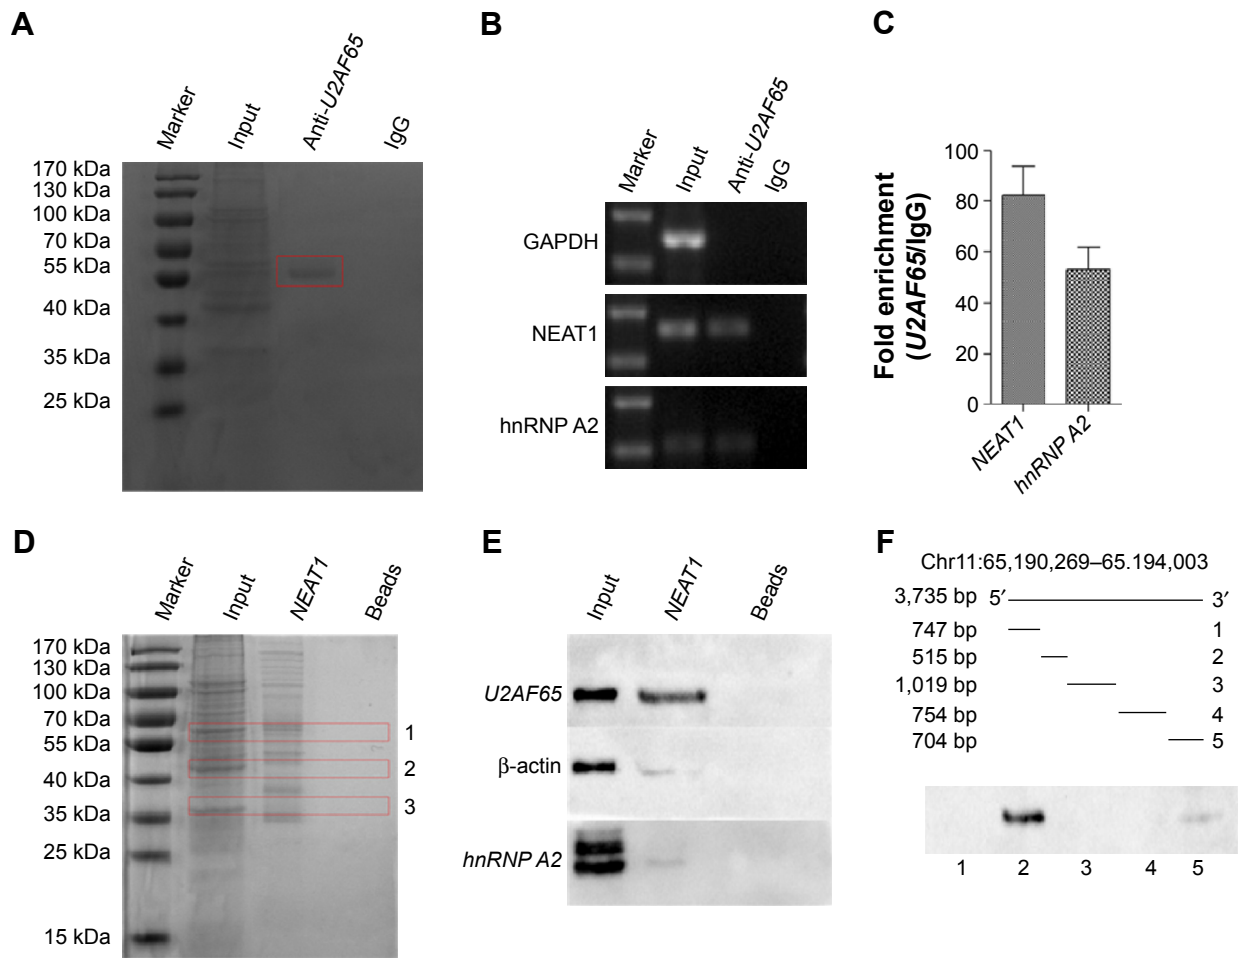 A
Marker
Input
Anti-U2AF65
IgG
170 kDa
130 kDa
100 kDa
70 kDa
55 kDa
40 kDa
35 kDa
25 kDa
B
Marker
Input
Anti-U2AF65
IgG
GAPDH
NEAT1
hnRNP A2
C
Fold enrichment
(U2AF65/IgG)
100
80
60
40
20
0
NEAT1
hnRNP A2
D
Marker
Input
NEAT1
Beads
170 kDa
130 kDa
100 kDa
70 kDa
55 kDa
40 kDa
35 kDa
25 kDa
15 kDa
1
2
3
E
Input
NEAT1
Beads
U2AF65
β-actin
hnRNP A2
F
Chr11:65,190,269–65.194,003
3,735 bp 5′ 3′
747 bp 1
515 bp 2
1,019 bp 3
754 bp 4
704 bp 5
1 2 3 4 5